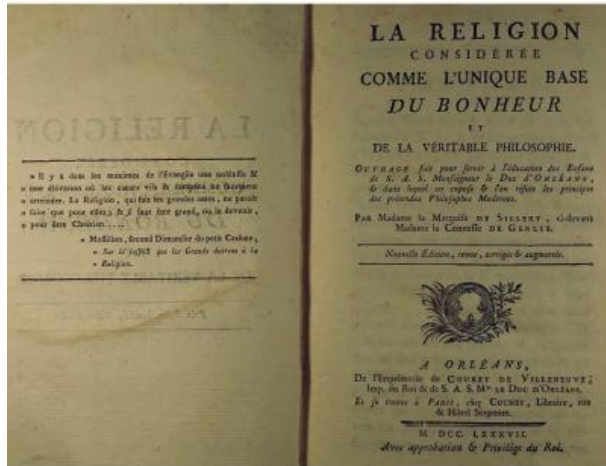 « Il y a dans les maximes de l'Évangile une noblesse &
« une élévation où les cœurs vils & rampans ne sauroient
« atteindre. La Religion, qui fait les grandes ames, ne paroît
« faite que pour elles; & il faut être grand, ou le devenir,
« pour être Chrétien.....
« Massillon, second Dimanche du petit Carême,
« Sur le respect que les Grands doivent à la
« Religion.
LA RELIGION
CONSIDÉRÉE
COMME L'UNIQUE BASE
DU BONHEUR
ET
DE LA VÉRITABLE PHILOSOPHIE.
OUVRAGE fait pour servir à l'éducation des Enfans
de S. A. S. Monseigneur le Duc d'ORLÉANS,
& dans lequel on expose & l'on réfute les principes
des prétendus Philosophes Modernes.
PAR Madame la Marquise DE SILLERY, ci-devant
Madame la Comtesse DE GENLIS.
Nouvelle Édition, revue, corrigée & augmentée.
A ORLÉANS,
De l'Imprimerie de COURET DE VILLENEUVE;
Imp. du Roi & de S. A. S. Mgr LE DUC D'ORLÉANS.
Et se trouve à PARIS, chez CUCHET, Libraire, rue
& Hôtel Serpente.
M. DCC. LXXXVII.
Avec approbation & Privilège du Roi.